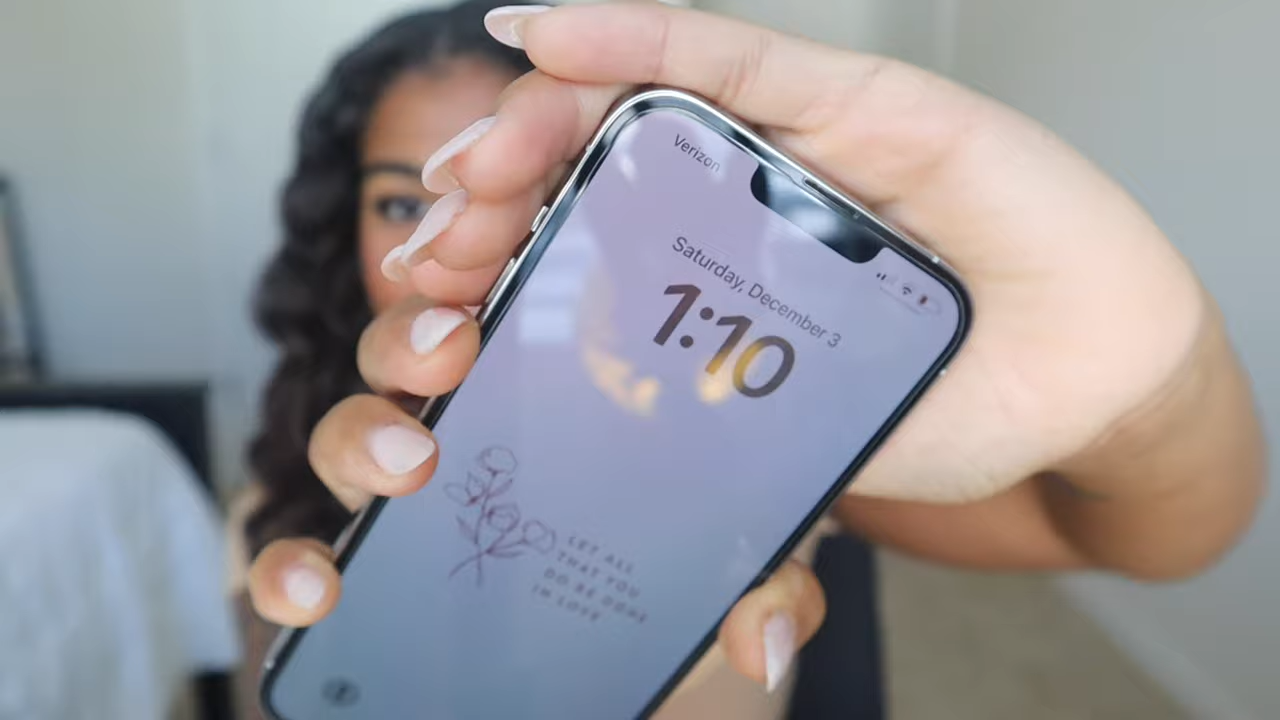 Verizon
Saturday, December 3
1:10
LET ALL
THAT YOU
DO BE DONE
IN LOVE